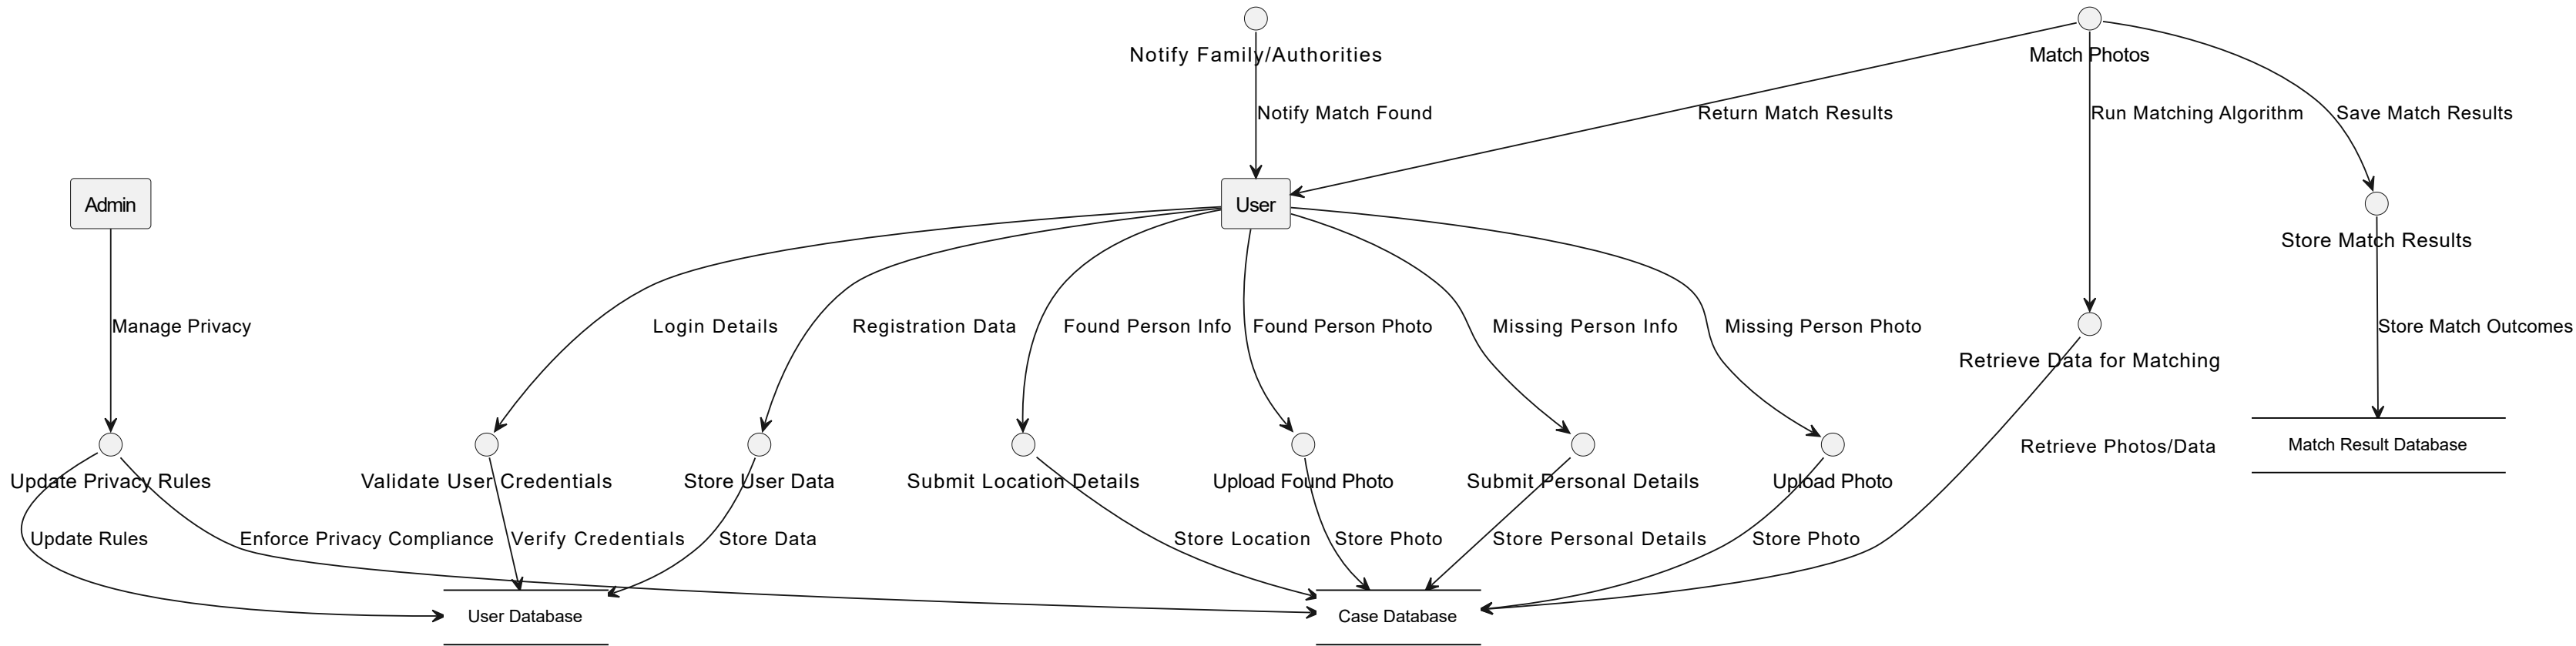 Notify Family/Authorities
Match Photos
Notify Match Found
Return Match Results
Run Matching Algorithm
Save Match Results
Admin
User
Store Match Results
Manage Privacy
Login Details
Registration Data
Found Person Info
Found Person Photo
Missing Person Info
Missing Person Photo
Store Match Outcomes
Retrieve Data for Matching
Retrieve Photos/Data
Match Result Database
Update Privacy Rules
Validate User Credentials
Store User Data
Submit Location Details
Upload Found Photo
Submit Personal Details
Upload Photo
Update Rules
Enforce Privacy Compliance
Verify Credentials
Store Data
Store Location
Store Photo
Store Personal Details
Store Photo
User Database
Case Database